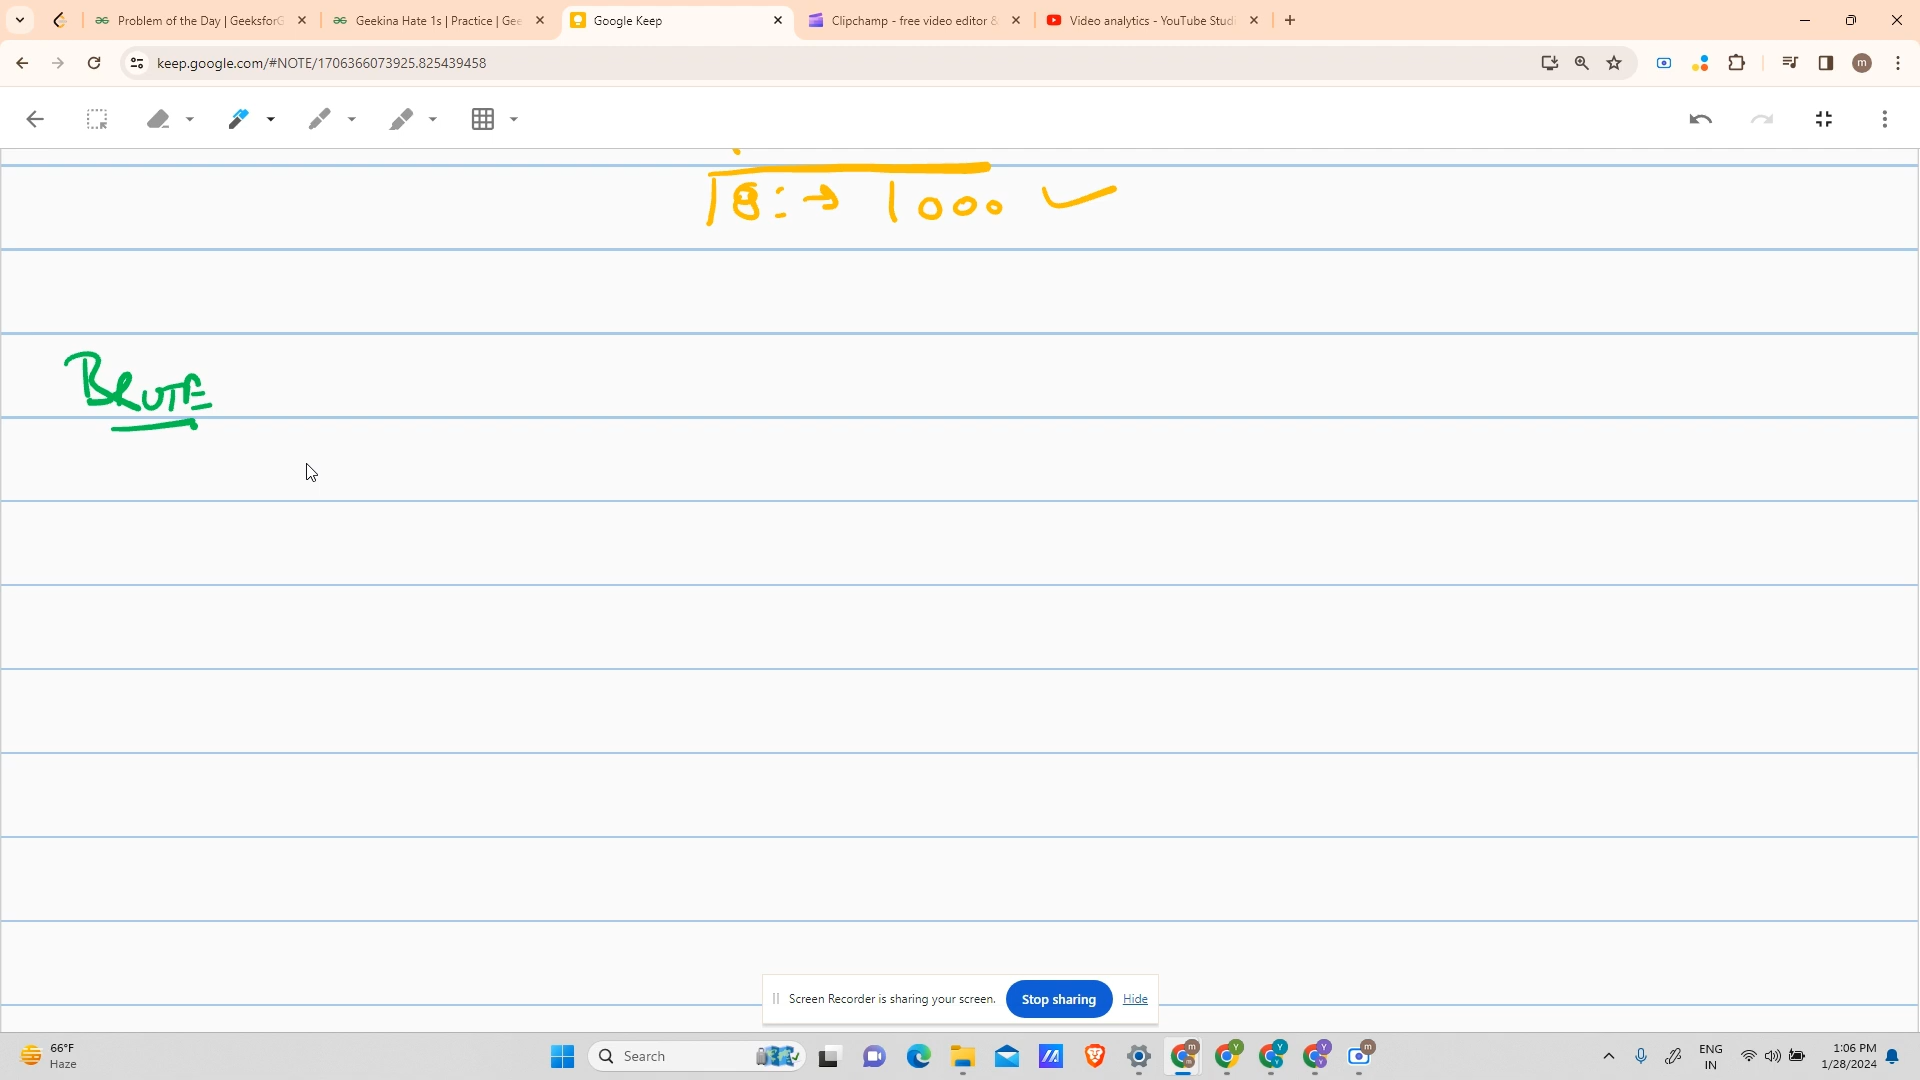 Problem of the Day | GeeksforG
Geekina Hate 1s | Practice | Gee
Google Keep
Clipchamp - free video editor &
Video analytics - YouTube Studi
keep.google.com/#NOTE/1706366073925.825439458
m
18: → 1000 ✓
BRUTE
Screen Recorder is sharing your screen.
Stop sharing
Hide
66°F
Haze
Search
ENG
IN
1:06 PM
1/28/2024